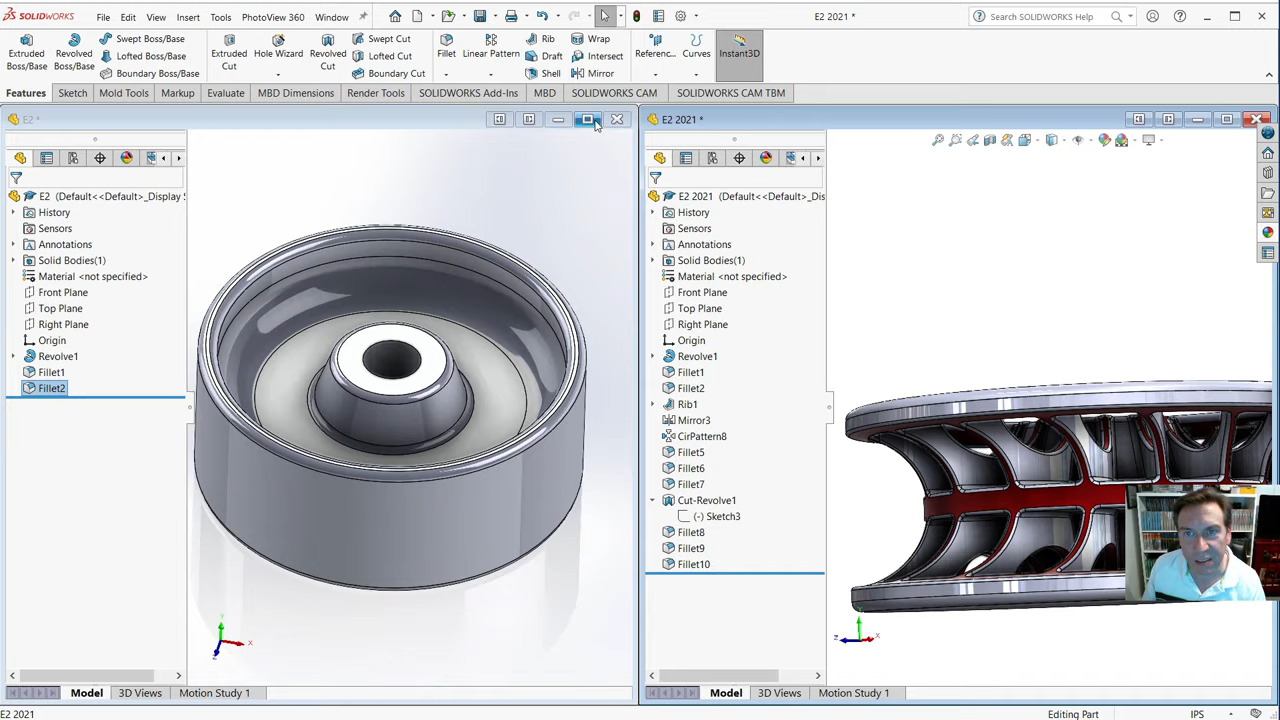 SOLIDWORKS File Edit View Insert Tools PhotoView 360 Window E2 2021 * Search SOLIDWORKS Help
Extruded Boss/Base
Revolved Boss/Base
Swept Boss/Base
Lofted Boss/Base
Boundary Boss/Base
Extruded Cut
Hole Wizard
Revolved Cut
Swept Cut
Lofted Cut
Boundary Cut
Fillet
Linear Pattern
Rib
Draft
Shell
Wrap
Intersect
Mirror
Referenc...
Curves
Instant3D
Features Sketch Mold Tools Markup Evaluate MBD Dimensions Render Tools SOLIDWORKS Add-Ins MBD SOLIDWORKS CAM SOLIDWORKS CAM TBM
E2 *
E2 (Default<<Default>_Display
History
Sensors
Annotations
Solid Bodies(1)
Material <not specified>
Front Plane
Top Plane
Right Plane
Origin
Revolve1
Fillet1
Fillet2
Y
X
Z
Model 3D Views Motion Study 1
E2 2021 *
E2 2021 (Default<<Default>_Dis
History
Sensors
Annotations
Solid Bodies(1)
Material <not specified>
Front Plane
Top Plane
Right Plane
Origin
Revolve1
Fillet1
Fillet2
Rib1
Mirror3
CirPattern8
Fillet5
Fillet6
Fillet7
Cut-Revolve1
(-) Sketch3
Fillet8
Fillet9
Fillet10
Y
Z
X
Model 3D Views Motion Study 1
E2 2021 Editing Part IPS